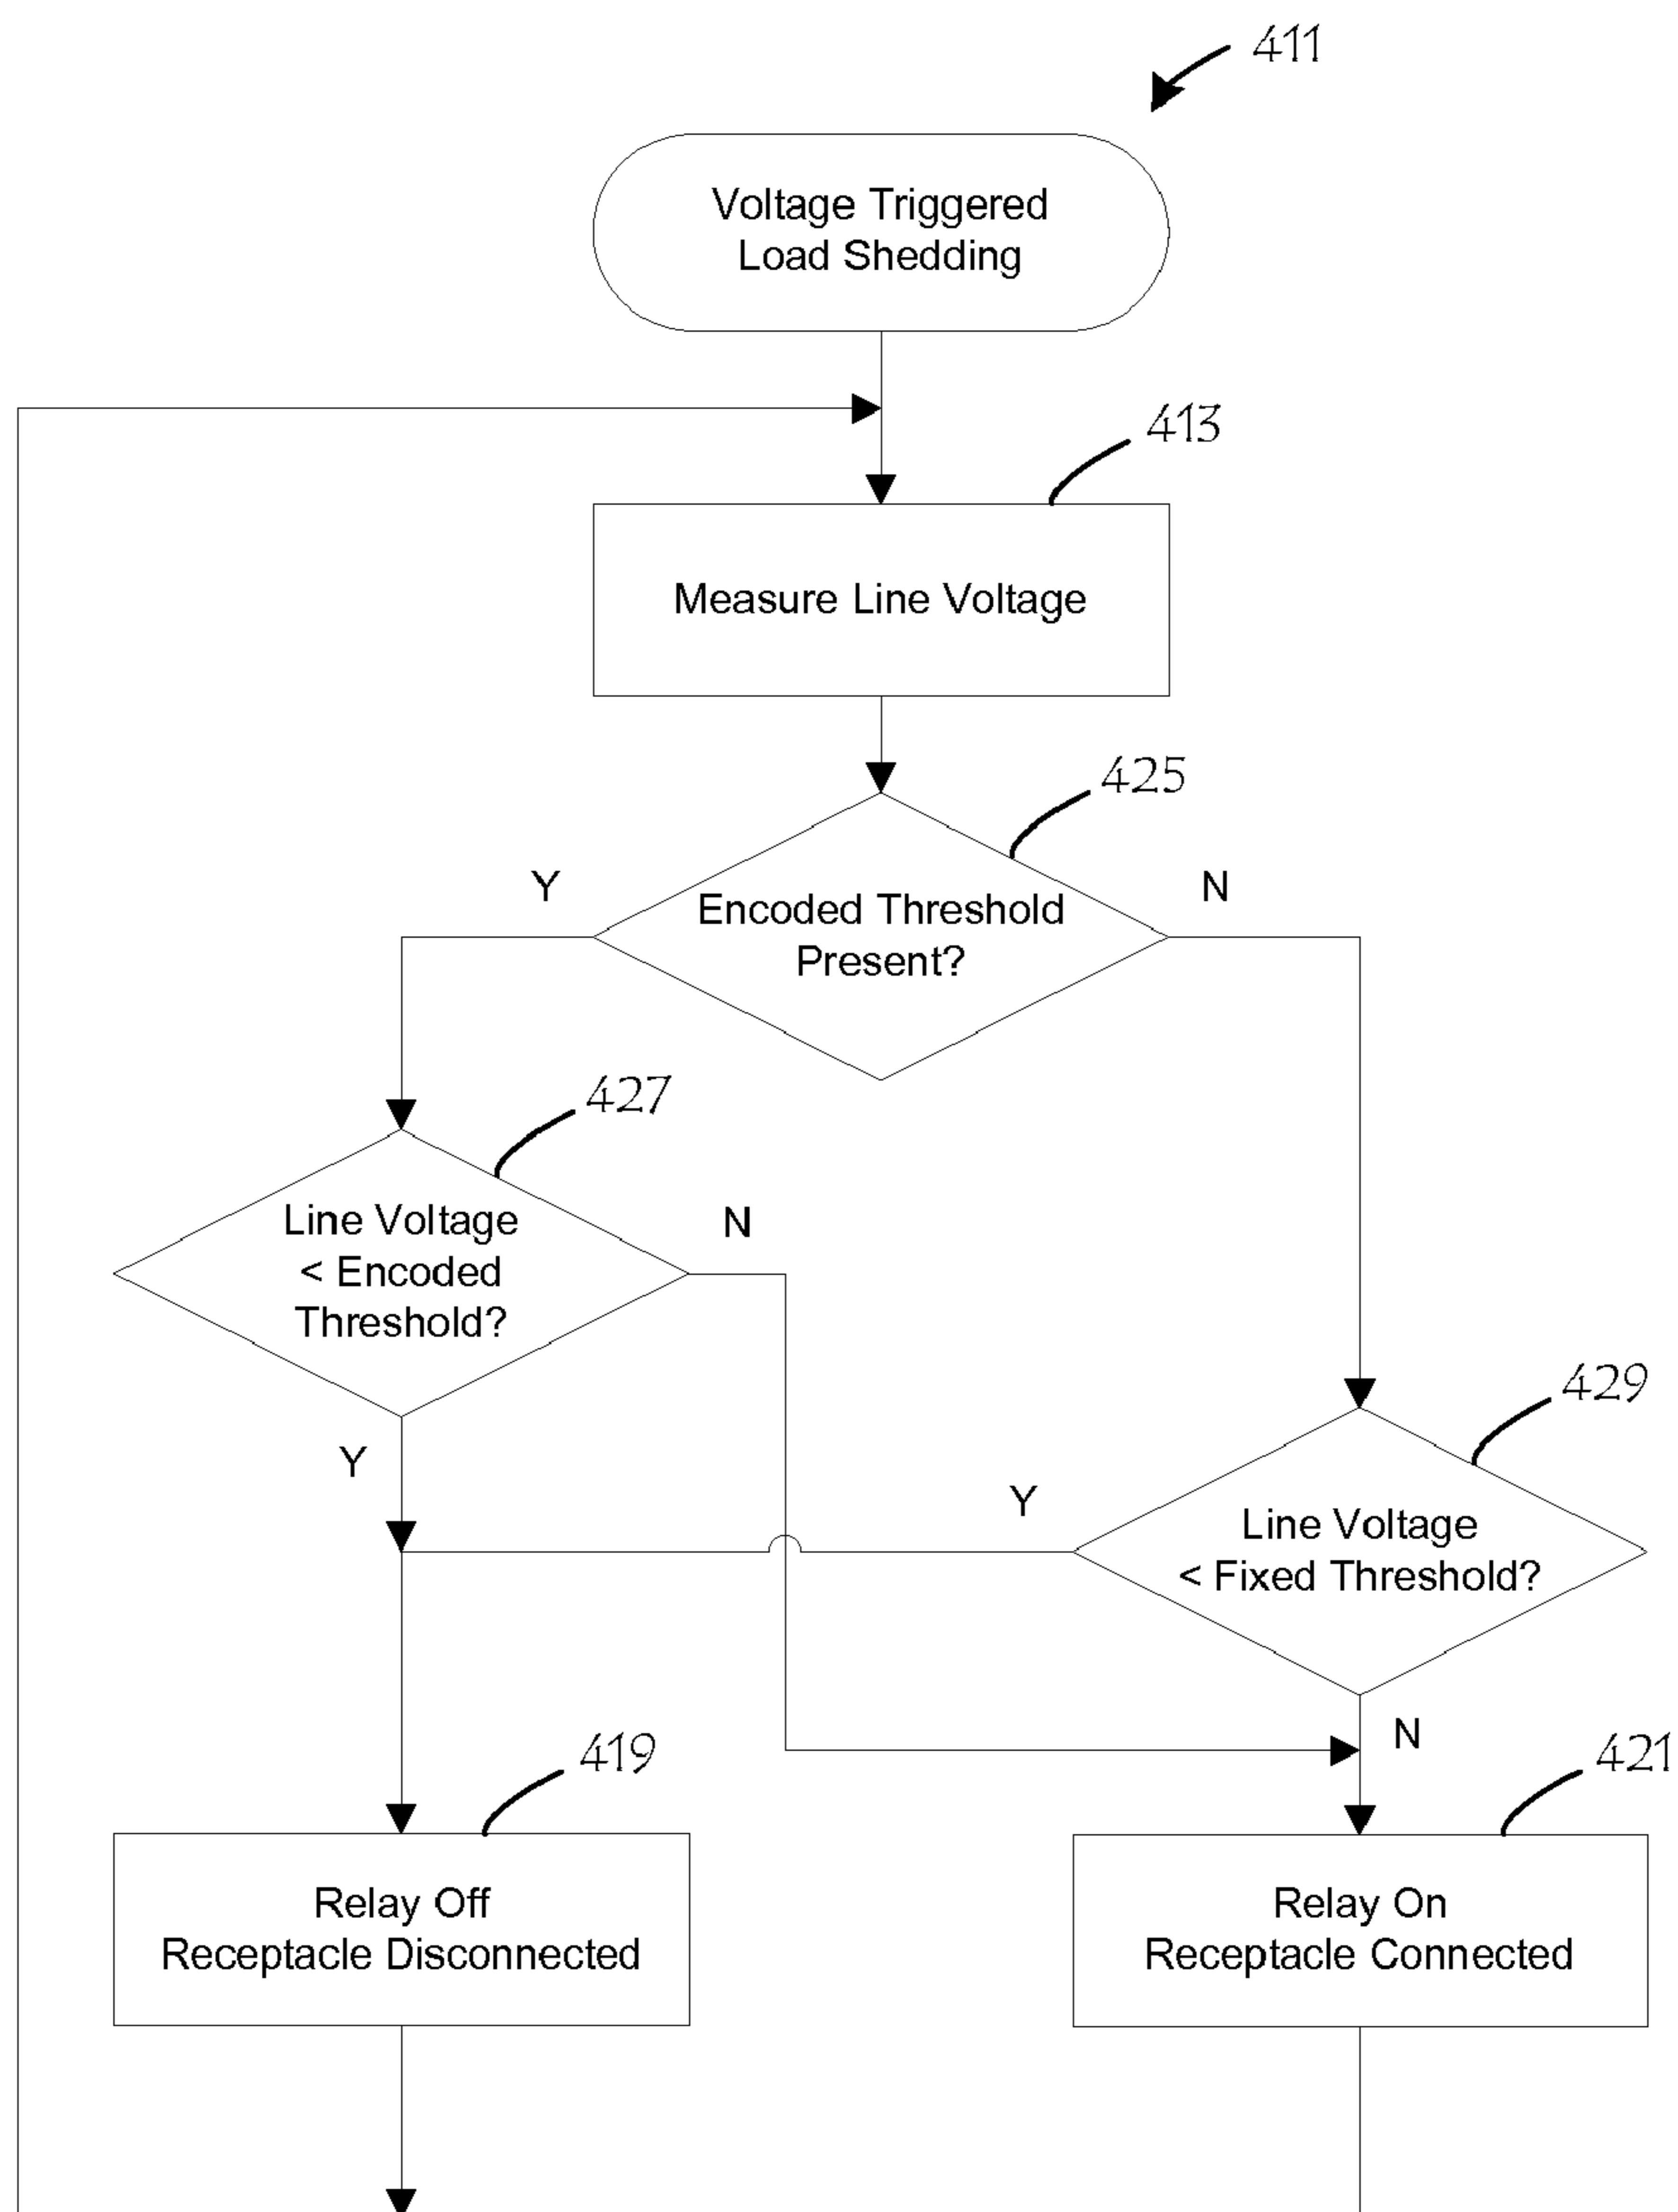 411
Voltage Triggered
Load Shedding
413
Measure Line Voltage
425
Y
N
Encoded Threshold
Present?
427
Line Voltage
< Encoded
Threshold?
N
429
Y
Y
Line Voltage
< Fixed Threshold?
N
419
421
Relay Off
Receptacle Disconnected
Relay On
Receptacle Connected